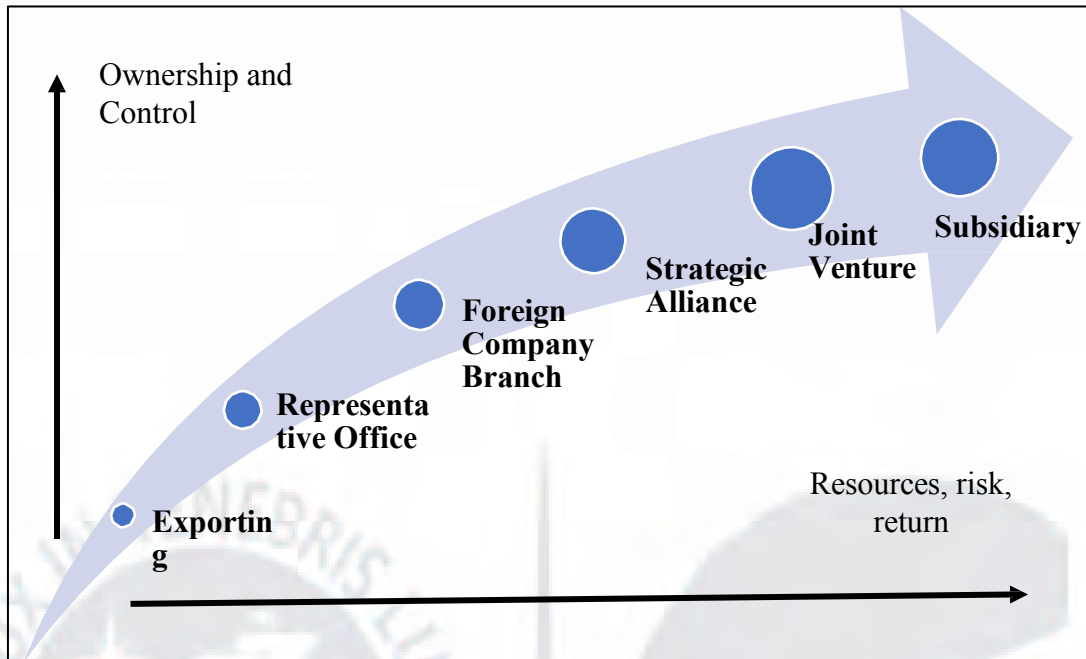 Ownership and
Control
Subsidiary
Joint
Venture
Strategic
Alliance
Foreign
Company
Branch
Representa
tive Office
Exportin
g
Resources, risk,
return